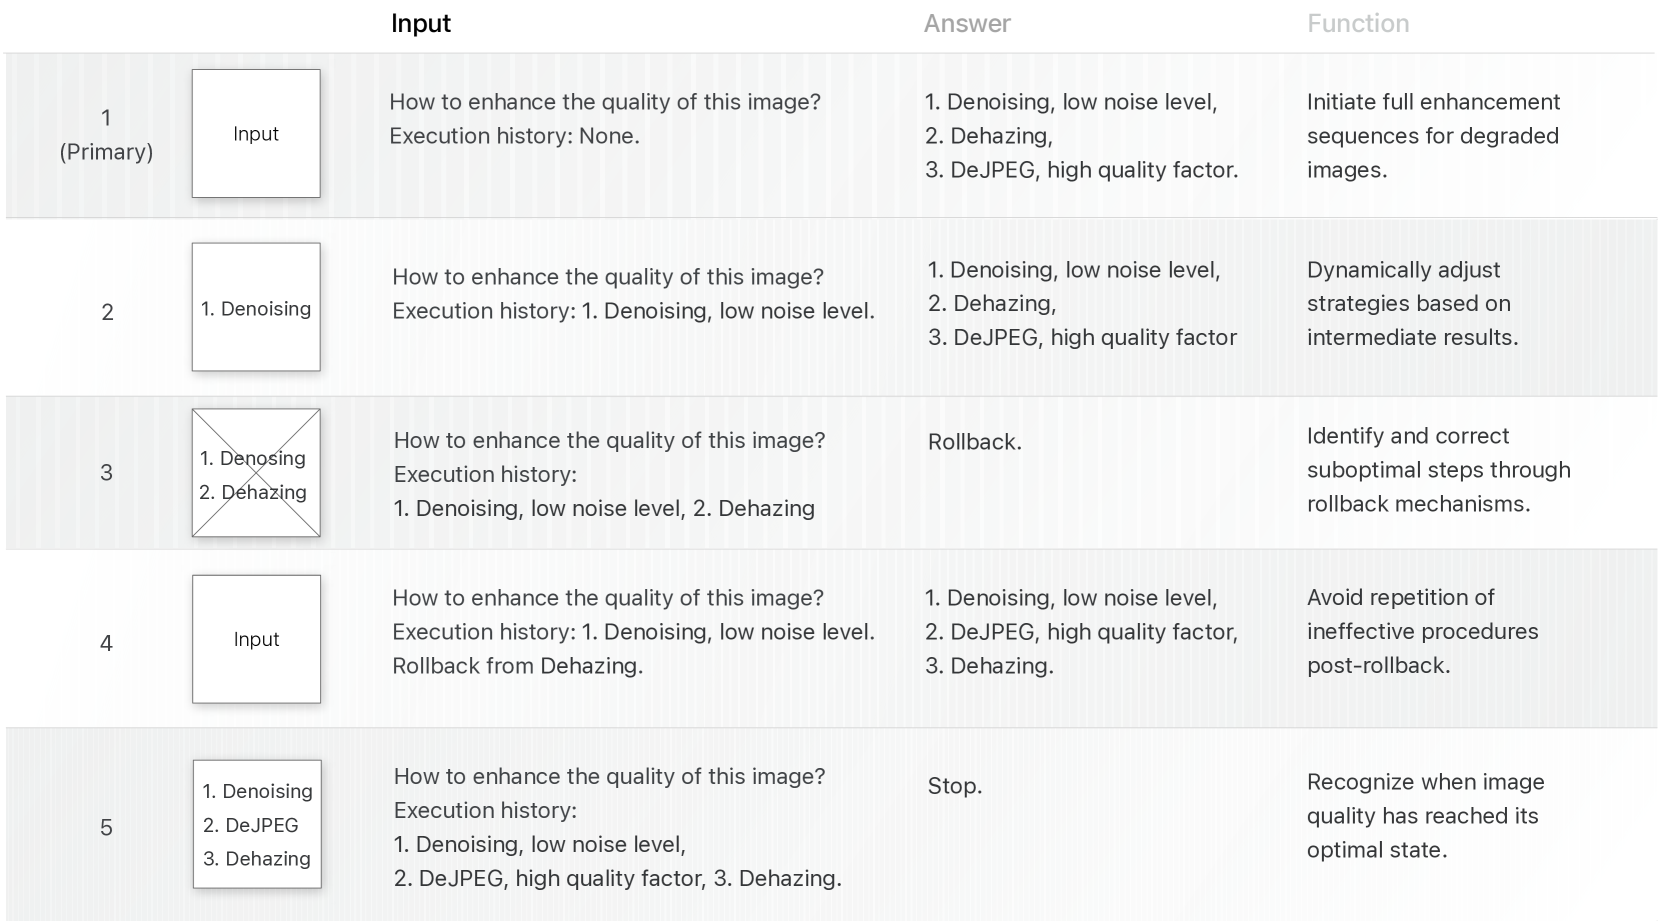 Input Answer Function
1
(Primary)
Input
How to enhance the quality of this image?
Execution history: None.
1. Denoising, low noise level,
2. Dehazing,
3. DeJPEG, high quality factor.
Initiate full enhancement
sequences for degraded
images.
2
1. Denoising
How to enhance the quality of this image?
Execution history: 1. Denoising, low noise level.
1. Denoising, low noise level,
2. Dehazing,
3. DeJPEG, high quality factor
Dynamically adjust
strategies based on
intermediate results.
3
1. Denosing
2. Dehazing
How to enhance the quality of this image?
Execution history:
1. Denoising, low noise level, 2. Dehazing
Rollback.
Identify and correct
suboptimal steps through
rollback mechanisms.
4
Input
How to enhance the quality of this image?
Execution history: 1. Denoising, low noise level.
Rollback from Dehazing.
1. Denoising, low noise level,
2. DeJPEG, high quality factor,
3. Dehazing.
Avoid repetition of
ineffective procedures
post-rollback.
5
1. Denoising
2. DeJPEG
3. Dehazing
How to enhance the quality of this image?
Execution history:
1. Denoising, low noise level,
2. DeJPEG, high quality factor, 3. Dehazing.
Stop.
Recognize when image
quality has reached its
optimal state.